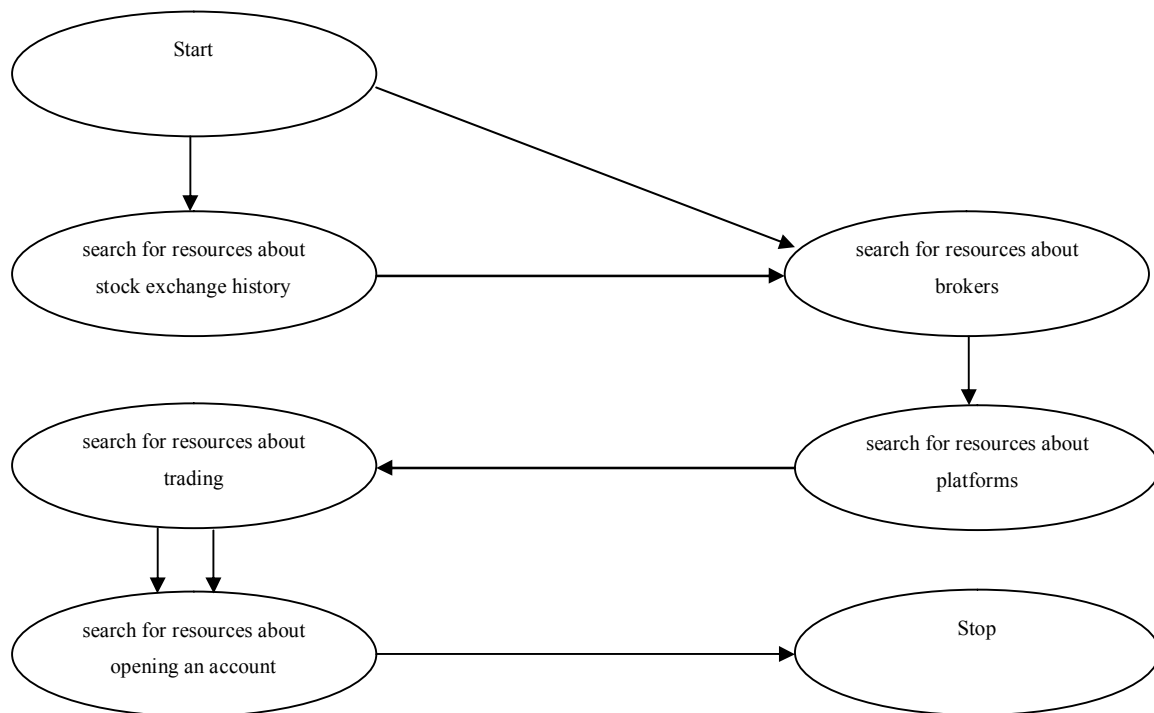 Start
search for resources about
stock exchange history
search for resources about
brokers
search for resources about
trading
search for resources about
platforms
search for resources about
opening an account
Stop